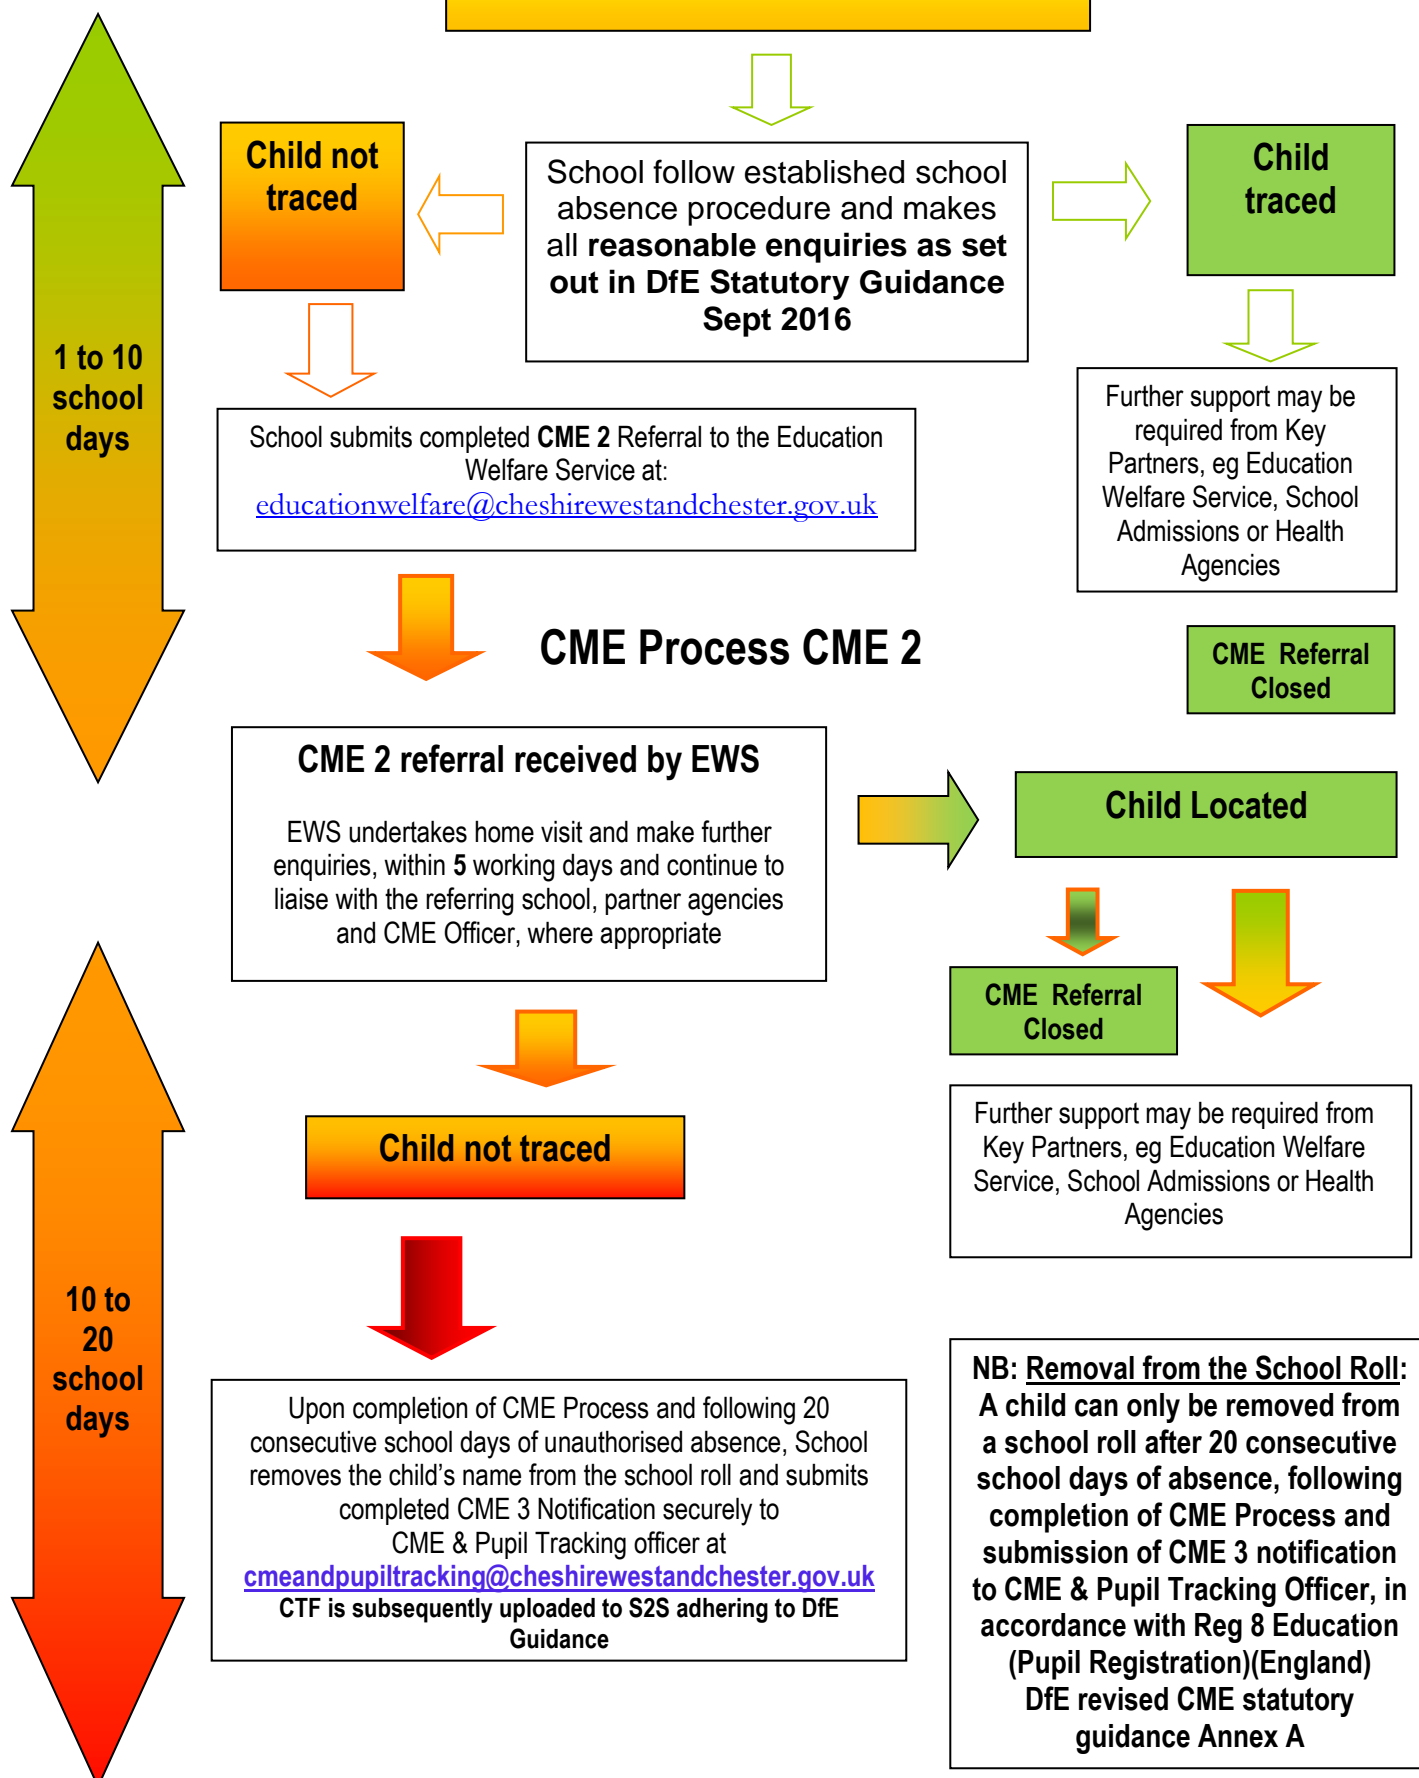 Child not
traced
School follow established school
absence procedure and makes
all reasonable enquiries as set
out in DfE Statutory Guidance
Sept 2016
Child
traced
1 to 10
school
days
School submits completed CME 2 Referral to the Education
Welfare Service at:
educationwelfare@cheshirewestandchester.gov.uk
Further support may be
required from Key
Partners, eg Education
Welfare Service, School
Admissions or Health
Agencies
CME Process CME 2
CME  Referral
Closed
CME 2 referral received by EWS
EWS undertakes home visit and make further
enquiries, within 5 working days and continue to
liaise with the referring school, partner agencies
and CME Officer, where appropriate
Child Located
CME  Referral
Closed
Further support may be required from
Key Partners, eg Education Welfare
Service, School Admissions or Health
Agencies
Child not traced
10 to
20
school
days
Upon completion of CME Process and following 20
consecutive school days of unauthorised absence, School
removes the child’s name from the school roll and submits
completed CME 3 Notification securely to
CME & Pupil Tracking officer at
cmeandpupiltracking@cheshirewestandchester.gov.uk
CTF is subsequently uploaded to S2S adhering to DfE
Guidance
NB: Removal from the School Roll:
A child can only be removed from
a school roll after 20 consecutive
school days of absence, following
completion of CME Process and
submission of CME 3 notification
to CME & Pupil Tracking Officer, in
accordance with Reg 8 Education
(Pupil Registration)(England)
DfE revised CME statutory
guidance Annex A